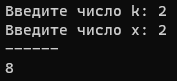 Введите число k: 2
Введите число x: 2
------
8